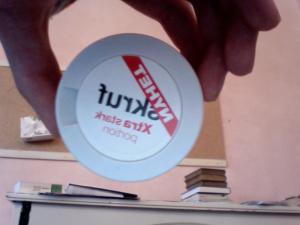 NYHET
skruf
Xtra stark
portion